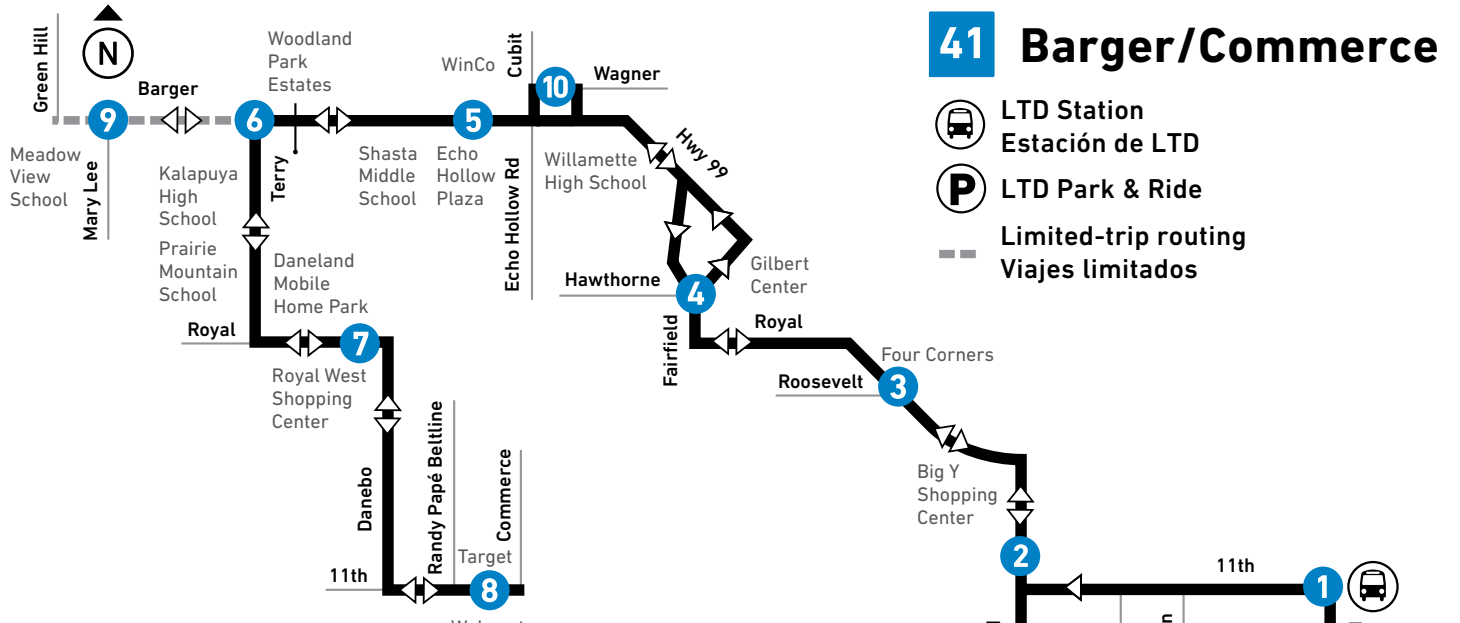 41 Barger/Commerce
LTD Station
Estación de LTD
P LTD Park & Ride
Limited-trip routing
Viajes limitados
N
Green Hill
Barger
9
Meadow
View
School
Mary Lee
6
Woodland
Park
Estates
Terry
Kalapuya
High
School
Prairie
Mountain
School
WinCo
5
Shasta
Middle
School
Echo
Hollow
Plaza
Cubit
10
Wagner
Echo Hollow Rd
Willamette
High School
Hwy 99
Hawthorne
4
Gilbert
Center
Fairfield
Royal
Four Corners
Roosevelt
3
Big Y
Shopping
Center
2
11th
1
Daneland
Mobile
Home Park
Royal
7
Royal West
Shopping
Center
Danebo
Randy Papé Beltline
Commerce
Target
11th
8